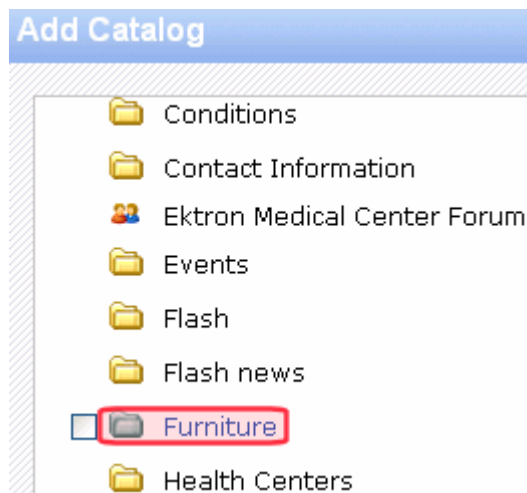 Add Catalog
Conditions
Contact Information
Ektron Medical Center Forum
Events
Flash
Flash news
Furniture
Health Centers